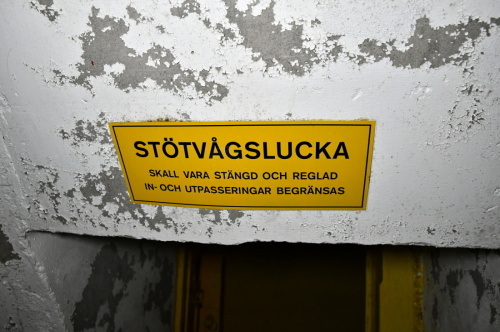 STÖTVÅGSLUCKA
SKALL VARA STÄNGD OCH REGLAD
IN- OCH UTPASSERINGAR BEGRÄNSAS